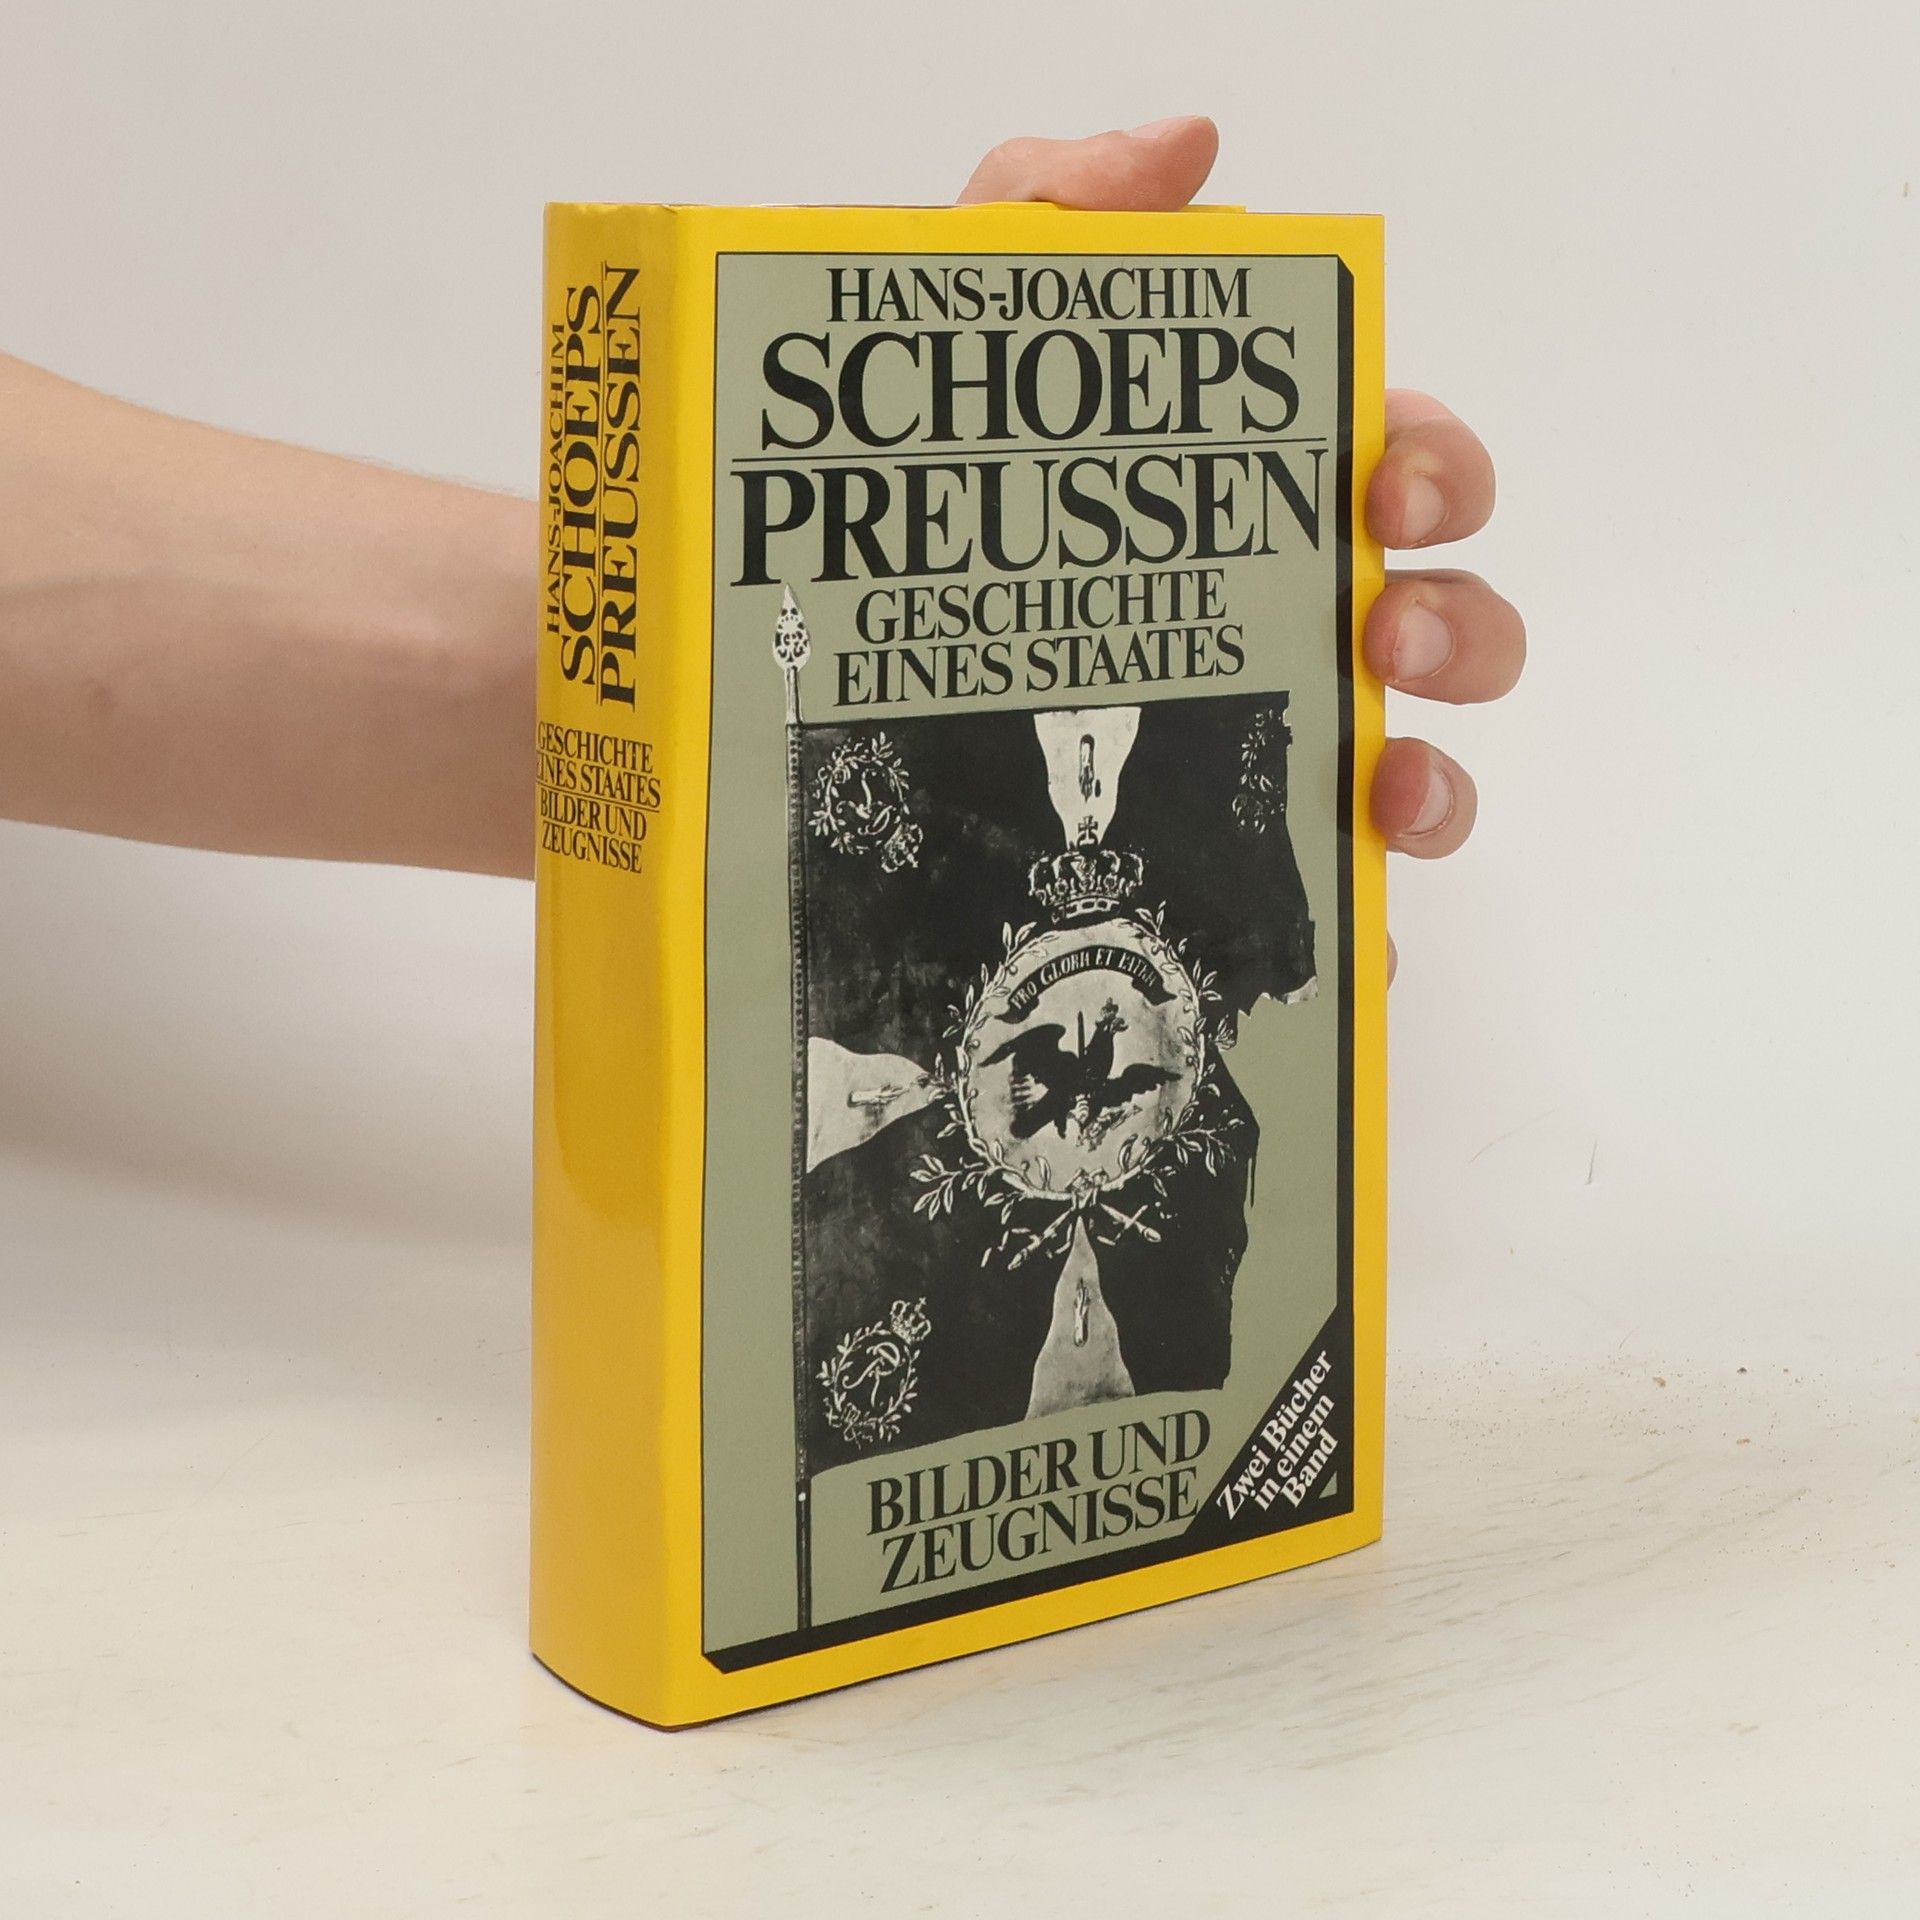 HANS-JOACHIM
SCHOEPS
PREUSSEN
GESCHICHTE
EINES STAATES
BILDER UND
ZEUGNISSE
HANS-JOACHIM
SCHOEPS
PREUSSEN
GESCHICHTE
EINES STAATES
PRO GLORIA ET PATRIA
BILDER UND
ZEUGNISSE
Zwei Bücher
in einem
Band